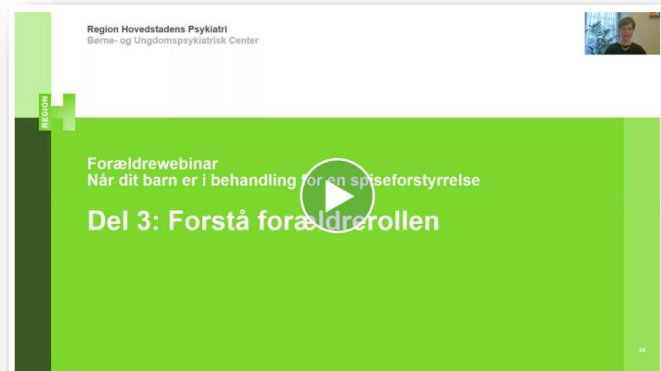 Region Hovedstadens Psykiatri
Børne- og Ungdomspsykiatrisk Center
REGION
Forældrewebinar
Når dit barn er i behandling for en spiseforstyrrelse
Del 3: Forstå forældrerollen
34